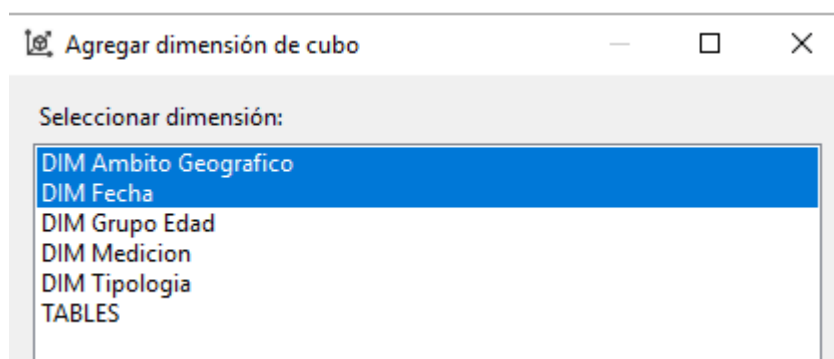 Agregar dimensión de cubo
Seleccionar dimensión:
DIM Ambito Geografico
DIM Fecha
DIM Grupo Edad
DIM Medicion
DIM Tipologia
TABLES